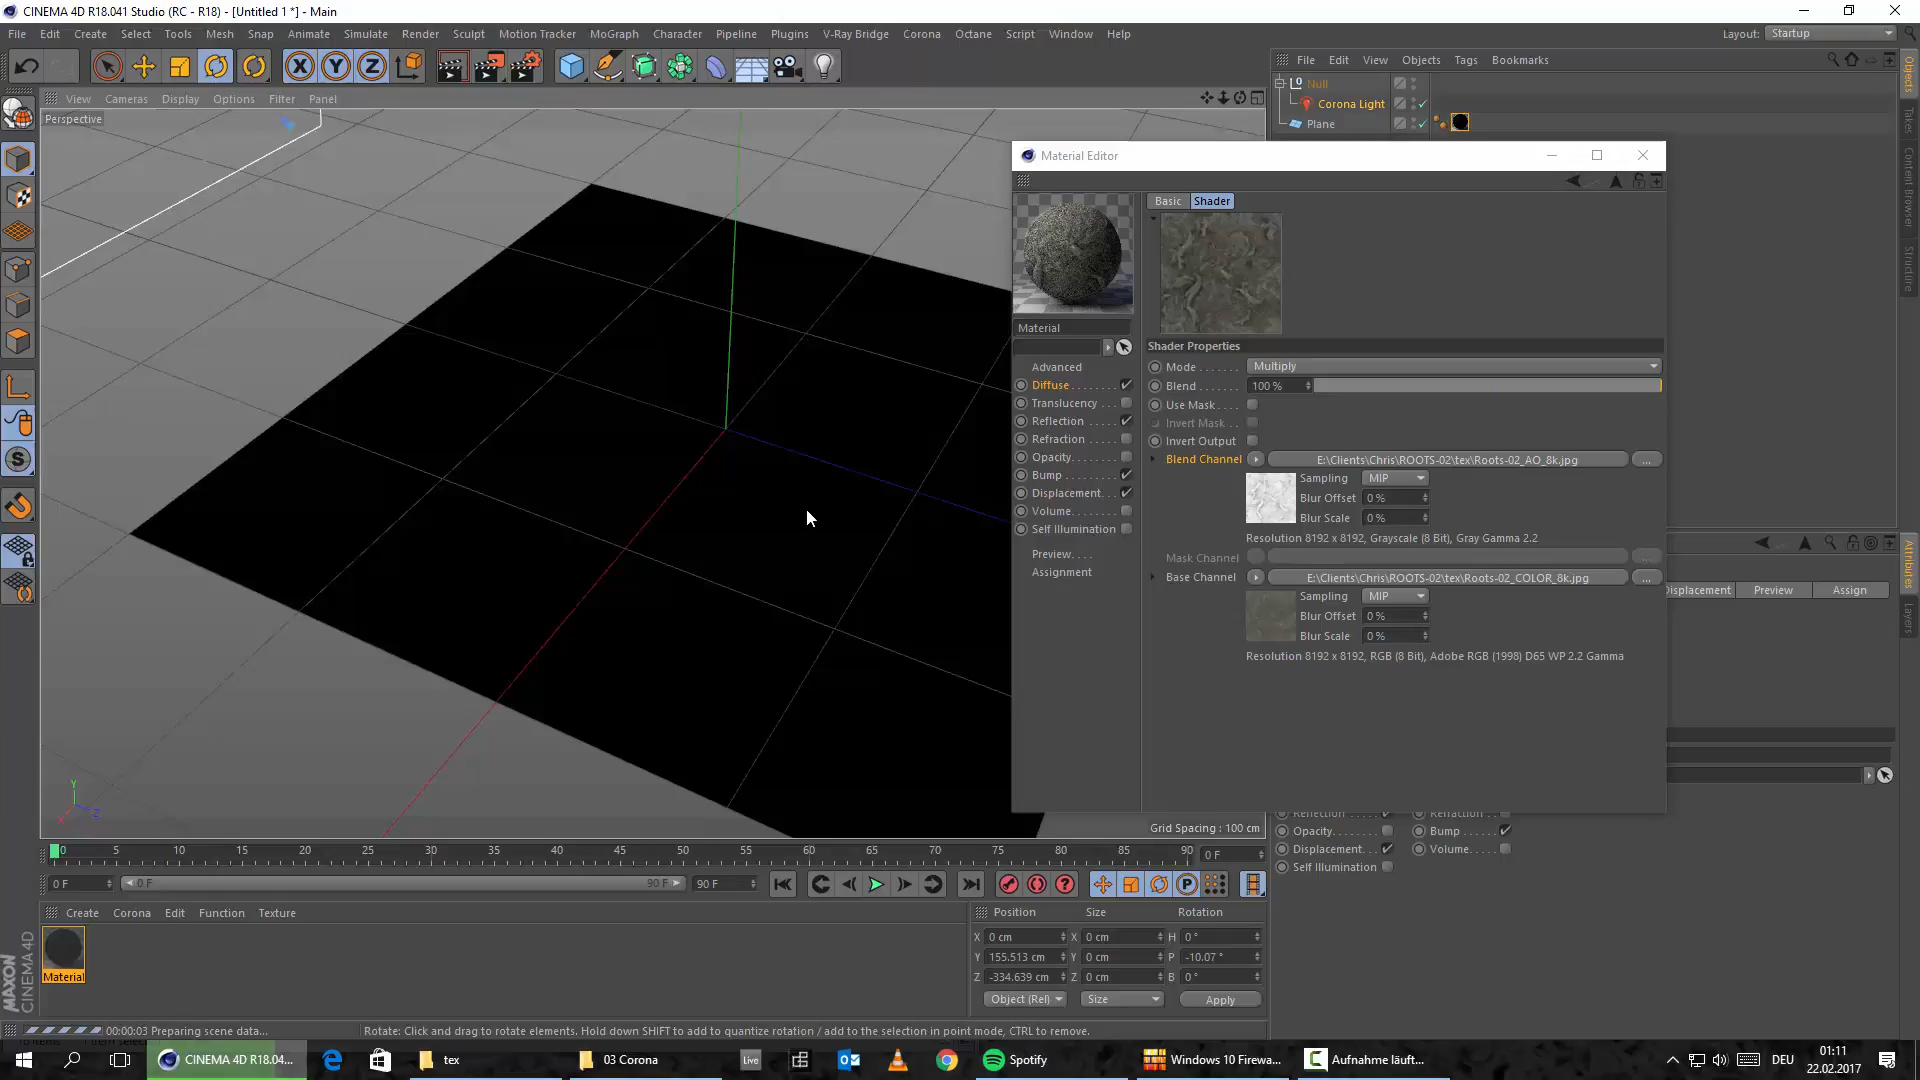 CINEMA 4D R18.041 Studio (RC - R18) - [Untitled 1 *] - Main
File Edit Create Select Tools Mesh Snap Animate Simulate Render Sculpt Motion Tracker MoGraph Character Pipeline Plugins V-Ray Bridge Corona Octane Script Window Help
Layout: Startup
File Edit View Objects Tags Bookmarks
Null
Corona Light
Plane
Objects
Takes
Content Browser
Structure
Attributes
Layers
View Cameras Display Options Filter Panel
Perspective
Material Editor
Basic Shader
Material
Advanced
Diffuse
Translucency
Reflection
Refraction
Opacity
Bump
Displacement
Volume
Self Illumination
Preview
Assignment
Shader Properties
Mode Multiply
Blend 100 %
Use Mask
Invert Mask
Invert Output
Blend Channel E:\Clients\Chris\ROOTS-02\tex\Roots-02_AO_8k.jpg ...
Sampling MIP
Blur Offset 0 %
Blur Scale 0 %
Resolution 8192 x 8192, Grayscale (8 Bit), Gray Gamma 2.2
Mask Channel
Base Channel E:\Clients\Chris\ROOTS-02\tex\Roots-02_COLOR_8k.jpg ...
Sampling MIP
Blur Offset 0 %
Blur Scale 0 %
Resolution 8192 x 8192, RGB (8 Bit), Adobe RGB (1998) D65 WP 2.2 Gamma
Displacement Preview Assign
Reflection Refraction
Opacity Bump
Displacement Volume
Self Illumination
Y
X
Z
Grid Spacing : 100 cm
0 5 10 15 20 25 30 35 40 45 50 55 60 65 70 75 80 85 90 0 F
0 F 0 F 90 F 90 F
Create Corona Edit Function Texture
Material
MAXON
CINEMA 4D
Position Size Rotation
X 0 cm X 0 cm H 0 °
Y 155.513 cm Y 0 cm P -10.07 °
Z -334.639 cm Z 0 cm B 0 °
Object (Rel) Size Apply
00:00:03 Preparing scene data...
Rotate: Click and drag to rotate elements. Hold down SHIFT to add to quantize rotation / add to the selection in point mode, CTRL to remove.
CINEMA 4D R18.04... tex 03 Corona Live Spotify Windows 10 Firewa... Aufnahme läuft...
DEU
01:11
22.02.2017